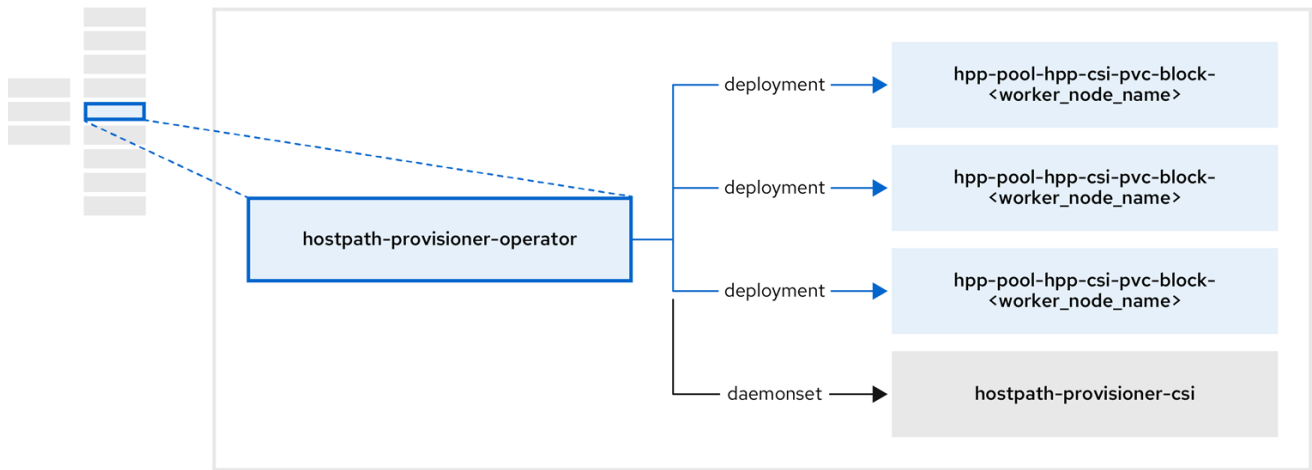 deployment
hpp-pool-hpp-csi-pvc-block-
<worker_node_name>
deployment
hpp-pool-hpp-csi-pvc-block-
<worker_node_name>
hostpath-provisioner-operator
deployment
hpp-pool-hpp-csi-pvc-block-
<worker_node_name>
daemonset
hostpath-provisioner-csi